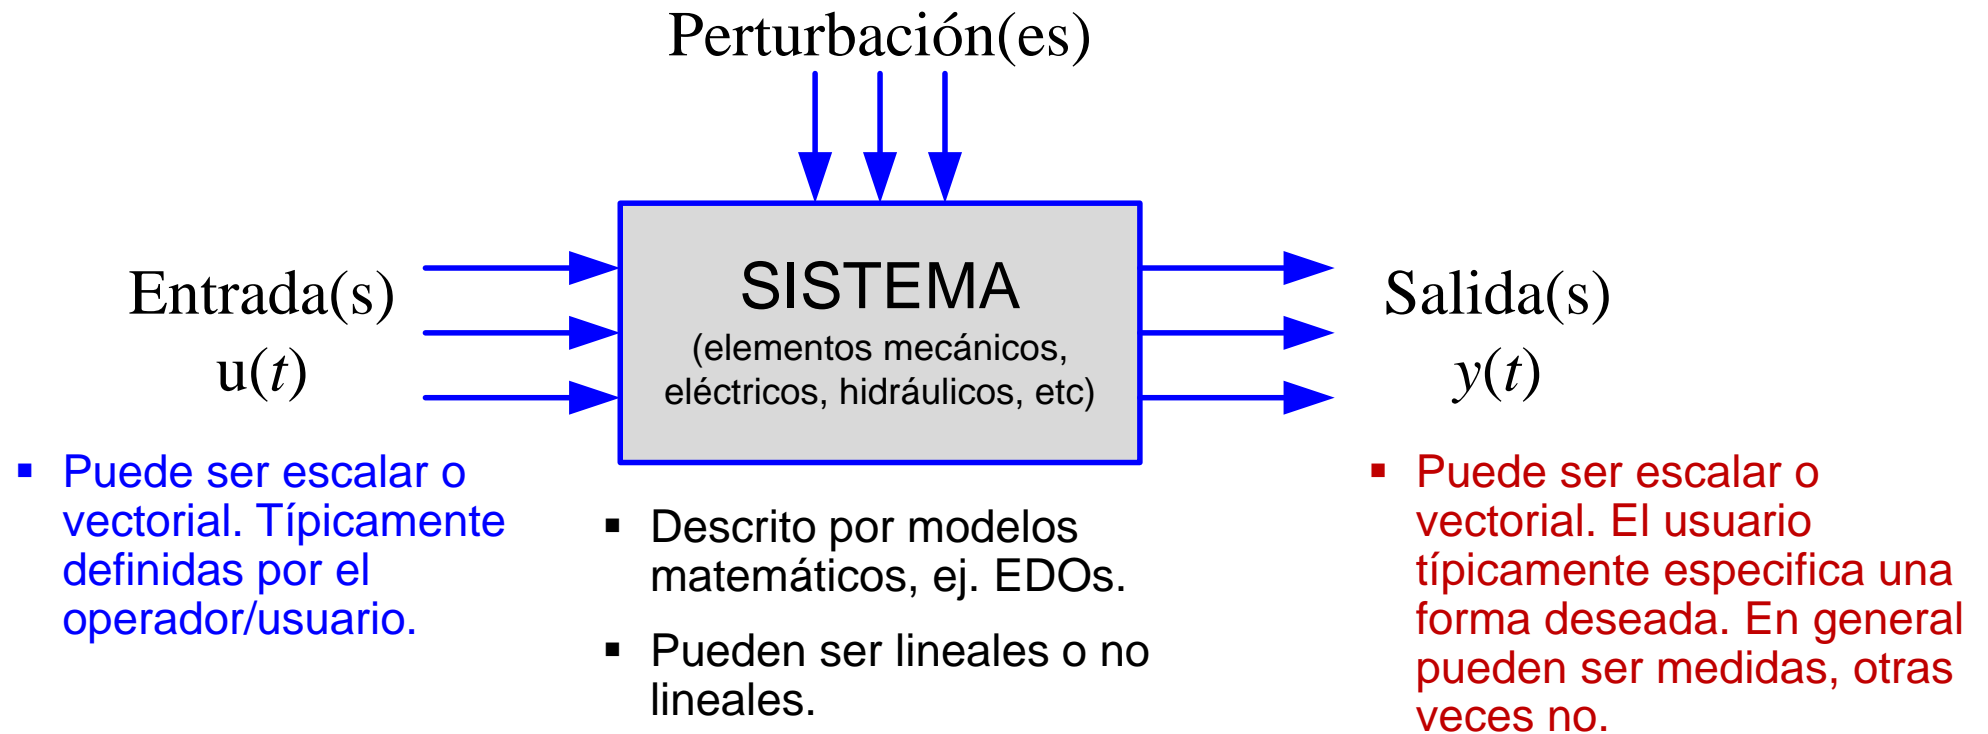 Perturbación(es)
Entrada(s)
u(t)
SISTEMA
(elementos mecánicos,
eléctricos, hidráulicos, etc)
Salida(s)
y(t)
▪ Puede ser escalar o
vectorial. Típicamente
definidas por el
operador/usuario.
▪ Descrito por modelos
matemáticos, ej. EDOs.
▪ Pueden ser lineales o no
lineales.
▪ Puede ser escalar o
vectorial. El usuario
típicamente especifica una
forma deseada. En general
pueden ser medidas, otras
veces no.